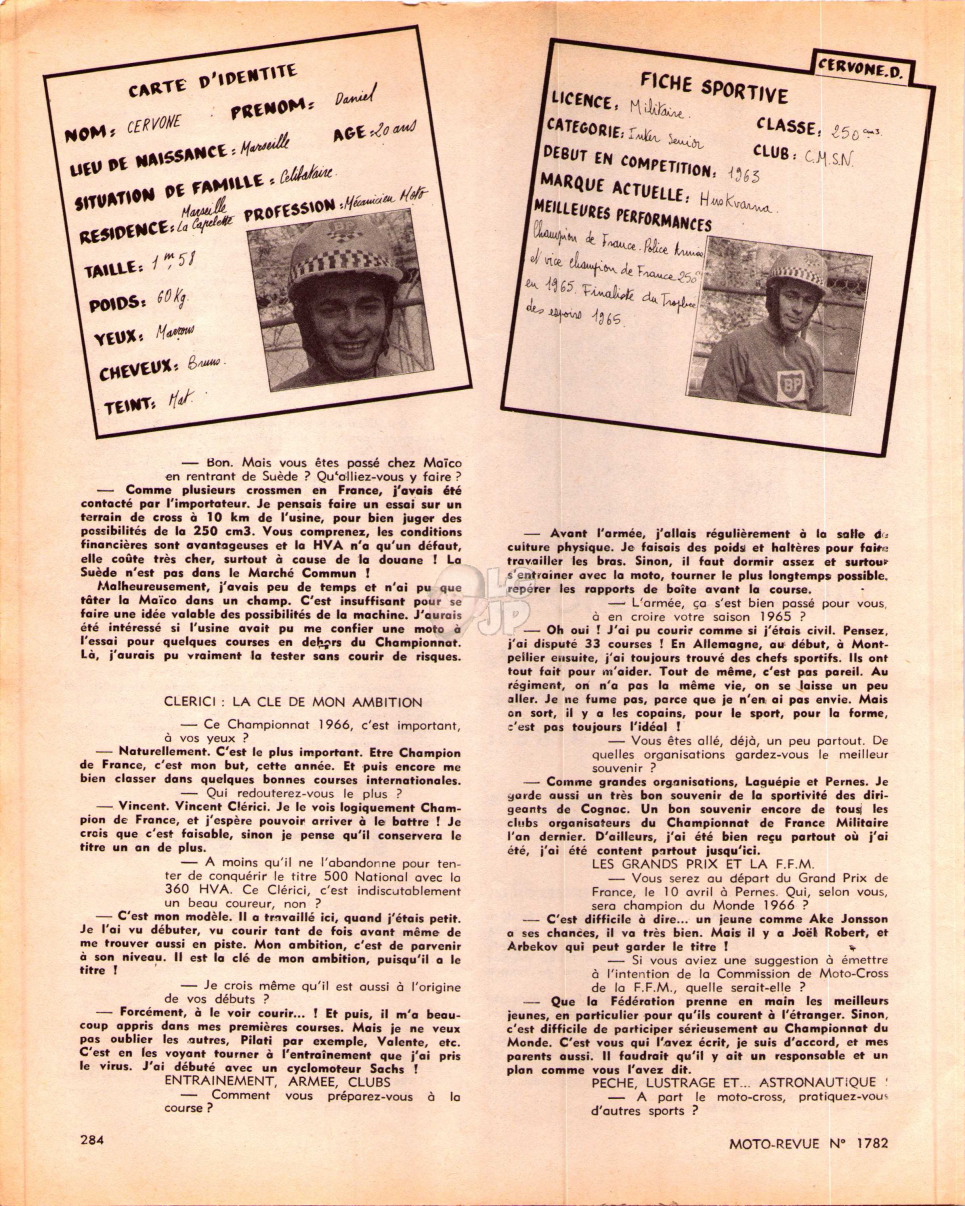 CARTE D'IDENTITE
NOM: CERVONE PRENOM: Daniel
LIEU DE NAISSANCE: Marseille AGE: 20 ans
SITUATION DE FAMILLE: Célibataire.
RESIDENCE: Marseille La Capelette PROFESSION: Mécanicien Moto
TAILLE: 1m,58
POIDS: 60 Kg.
YEUX: Marrons
CHEVEUX: Bruns.
TEINT: Mat.
BP
CERVONE.D.
FICHE SPORTIVE
LICENCE: Militaire. CLASSE: 250 cm3.
CATEGORIE: Inter Senior CLUB: C.M.S.N.
DEBUT EN COMPETITION: 1963
MARQUE ACTUELLE: Huskvarna.
MEILLEURES PERFORMANCES
Champion de France Police Armée
et vice champion de France 250
en 1965. Finaliste du Trophée
des espoirs 1965.
BP
— Bon. Mais vous êtes passé chez Maïco
en rentrant de Suède ? Qu'alliez-vous y faire ?
— Comme plusieurs crossmen en France, j'avais été
contacté par l'importateur. Je pensais faire un essai sur un
terrain de cross à 10 km de l'usine, pour bien juger des
possibilités de la 250 cm3. Vous comprenez, les conditions
financières sont avantageuses et la HVA n'a qu'un défaut,
elle coûte très cher, surtout à cause de la douane ! La
Suède n'est pas dans le Marché Commun !
Malheureusement, j'avais peu de temps et n'ai pu que
tâter la Maïco dans un champ. C'est insuffisant pour se
faire une idée valable des possibilités de la machine. J'aurais
été intéressé si l'usine avait pu me confier une moto à
l'essai pour quelques courses en dehors du Championnat.
Là, j'aurais pu vraiment la tester sans courir de risques.
CLERICI : LA CLE DE MON AMBITION
— Ce Championnat 1966, c'est important,
à vos yeux ?
— Naturellement. C'est le plus important. Etre Champion
de France, c'est mon but, cette année. Et puis encore me
bien classer dans quelques bonnes courses internationales.
— Qui redouterez-vous le plus ?
— Vincent. Vincent Clérici. Je le vois logiquement Cham-
pion de France, et j'espère pouvoir arriver à le battre ! Je
crois que c'est faisable, sinon je pense qu'il conservera le
titre un an de plus.
— A moins qu'il ne l'abandonne pour ten-
ter de conquérir le titre 500 National avec la
360 HVA. Ce Clérici, c'est indiscutablement
un beau coureur, non ?
— C'est mon modèle. Il a travaillé ici, quand j'étais petit.
Je l'ai vu débuter, vu courir tant de fois avant même de
me trouver aussi en piste. Mon ambition, c'est de parvenir
à son niveau. Il est la clé de mon ambition, puisqu'il a le
titre !
— Je crois même qu'il est aussi à l'origine
de vos débuts ?
— Forcément, à le voir courir... ! Et puis, il m'a beau-
coup appris dans mes premières courses. Mais je ne veux
pas oublier les autres, Pilati par exemple, Valente, etc.
C'est en les voyant tourner à l'entraînement que j'ai pris
le virus. J'ai débuté avec un cyclomoteur Sachs !
ENTRAINEMENT, ARMEE, CLUBS
— Comment vous préparez-vous à la
course ?
— Avant l'armée, j'allais régulièrement à la salle de
culture physique. Je faisais des poids et haltères pour faire
travailler les bras. Sinon, il faut dormir assez et surtout
s'entrainer avec la moto, tourner le plus longtemps possible,
repérer les rapports de boîte avant la course.
— L'armée, ça s'est bien passé pour vous,
à en croire votre saison 1965 ?
— Oh oui ! J'ai pu courir comme si j'étais civil. Pensez,
j'ai disputé 33 courses ! En Allemagne, au début, à Mont-
pellier ensuite, j'ai toujours trouvé des chefs sportifs. Ils ont
tout fait pour m'aider. Tout de même, c'est pas pareil. Au
régiment, on n'a pas la même vie, on se laisse un peu
aller. Je ne fume pas, parce que je n'en ai pas envie. Mais
on sort, il y a les copains, pour le sport, pour la forme,
c'est pas toujours l'idéal !
— Vous êtes allé, déjà, un peu partout. De
quelles organisations gardez-vous le meilleur
souvenir ?
— Comme grandes organisations, Laguépie et Pernes. Je
garde aussi un très bon souvenir de la sportivité des diri-
geants de Cognac. Un bon souvenir encore de tous les
clubs organisateurs du Championnat de France Militaire
l'an dernier. D'ailleurs, j'ai été bien reçu partout où j'ai
été, j'ai été content partout jusqu'ici.
LES GRANDS PRIX ET LA F.F.M.
— Vous serez au départ du Grand Prix de
France, le 10 avril à Pernes. Qui, selon vous,
sera champion du Monde 1966 ?
— C'est difficile à dire... un jeune comme Ake Jonsson
a ses chances, il va très bien. Mais il y a Joël Robert, et
Arbekov qui peut garder le titre !
— Si vous aviez une suggestion à émettre
à l'intention de la Commission de Moto-Cross
de la F.F.M., quelle serait-elle ?
— Que la Fédération prenne en main les meilleurs
jeunes, en particulier pour qu'ils courent à l'étranger. Sinon,
c'est difficile de participer sérieusement au Championnat du
Monde. C'est vous qui l'avez écrit, je suis d'accord, et mes
parents aussi. Il faudrait qu'il y ait un responsable et un
plan comme vous l'avez dit.
PECHE, LUSTRAGE ET... ASTRONAUTIQUE !
— A part le moto-cross, pratiquez-vous
d'autres sports ?
284
MOTO-REVUE N° 1782